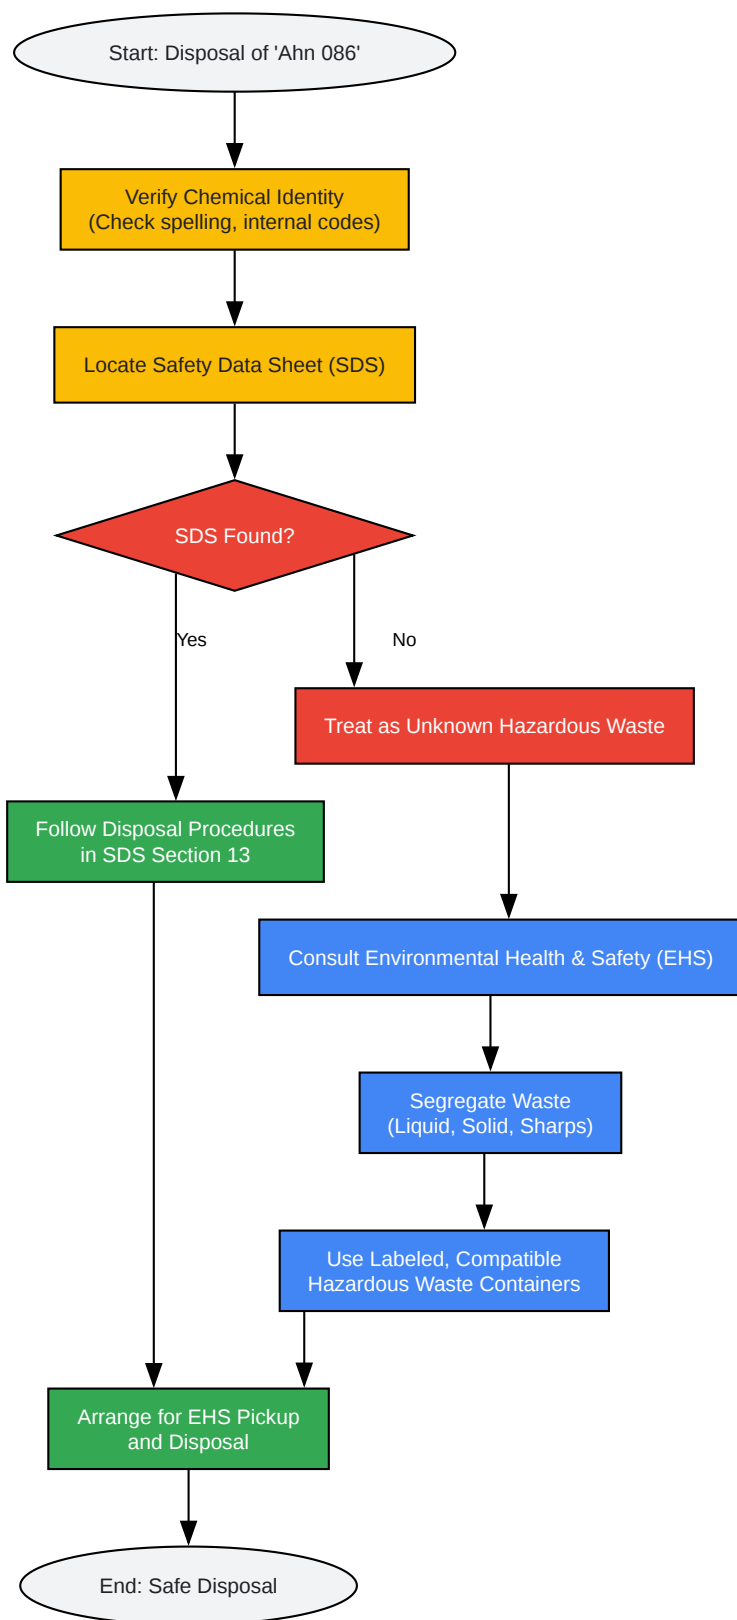 Start: Disposal of 'Ahn 086'
Verify Chemical Identity
(Check spelling, internal codes)
Locate Safety Data Sheet (SDS)
SDS Found?
Yes
No
Treat as Unknown Hazardous Waste
Follow Disposal Procedures
in SDS Section 13
Consult Environmental Health & Safety (EHS)
Segregate Waste
(Liquid, Solid, Sharps)
Use Labeled, Compatible
Hazardous Waste Containers
Arrange for EHS Pickup
and Disposal
End: Safe Disposal